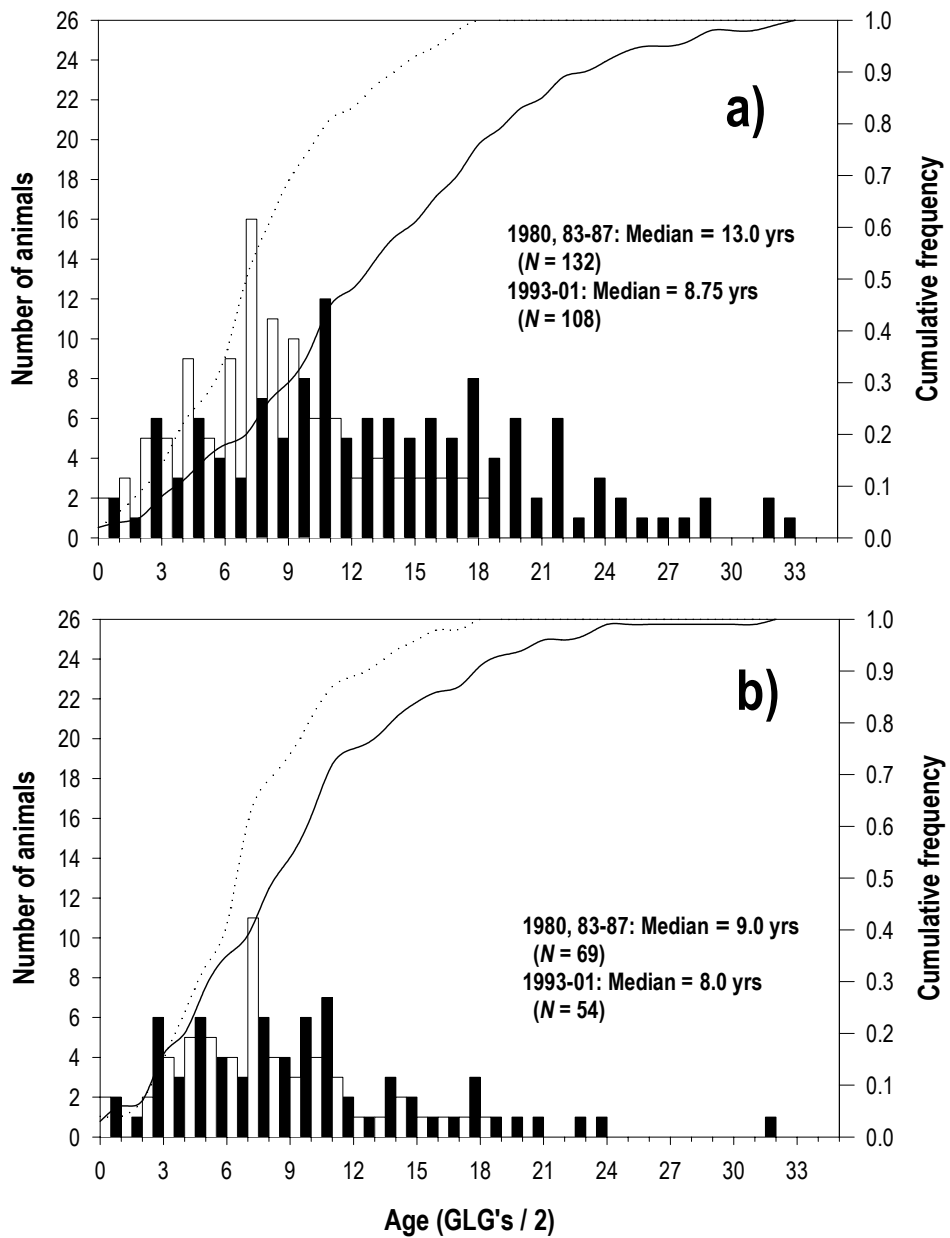 26
24
22
20
18
16
14
12
10
8
6
4
2
0
Number of animals
1.0
0.9
0.8
0.7
0.6
0.5
0.4
0.3
0.2
0.1
0.0
Cumulative frequency
a)
1980, 83-87: Median = 13.0 yrs
(N = 132)
1993-01: Median = 8.75 yrs
(N = 108)
0 3 6 9 12 15 18 21 24 27 30 33
26
24
22
20
18
16
14
12
10
8
6
4
2
0
Number of animals
1.0
0.9
0.8
0.7
0.6
0.5
0.4
0.3
0.2
0.1
0.0
Cumulative frequency
b)
1980, 83-87: Median = 9.0 yrs
(N = 69)
1993-01: Median = 8.0 yrs
(N = 54)
0 3 6 9 12 15 18 21 24 27 30 33
Age (GLG's / 2)